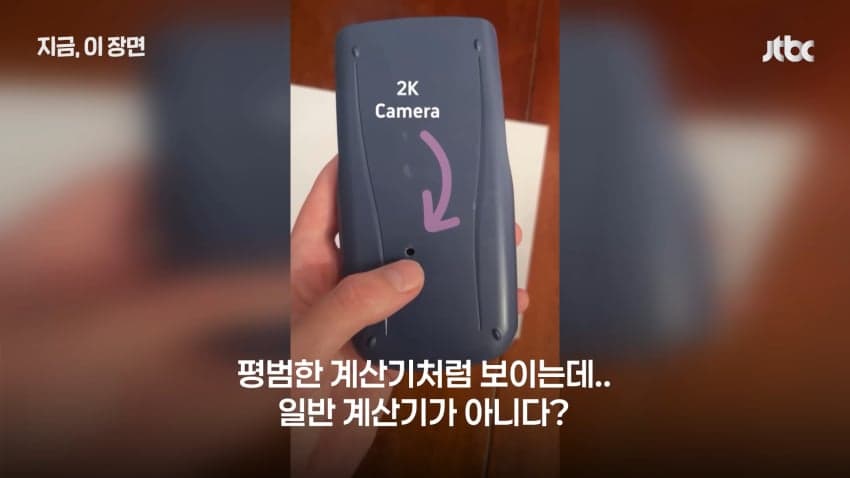 지금, 이 장면
jtbc
2K
Camera
평범한 계산기처럼 보이는데..
일반 계산기가 아니다?